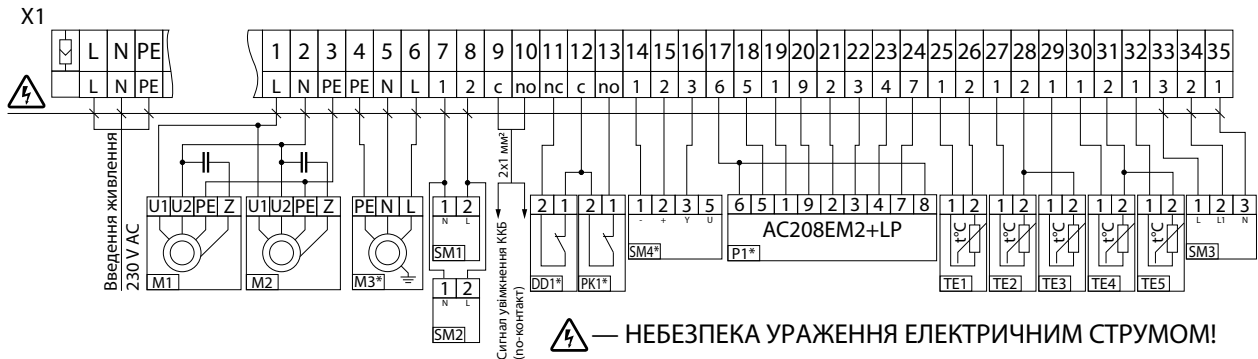 X1
L N PE 1 2 3 4 5 6 7 8 9 10 11 12 13 14 15 16 17 18 19 20 21 22 23 24 25 26 27 28 29 30 31 32 33 34 35
L N PE L N PE PE N L 1 2 c no nc c no 1 2 3 6 5 1 9 2 3 4 7 1 2 1 2 1 1 2 1 3 2 1
Введення живлення
230 V AC
2x1 мм²
Сигнал увімкнення ККБ
(no-контакт)
U1 U2 PE Z
M1
U1 U2 PE Z
M2
PE N L
M3*
1 2
N L
SM1
1 2
N L
SM2
2 1
DD1*
2 1
PK1*
1 2 3 5
- + Y U
SM4*
6 5 1 9 2 3 4 7 8
AC208EM2+LP
P1*
1 2
t°C
TE1
1 2
t°C
TE2
1 2
t°C
TE3
1 2
t°C
TE4
1 2
t°C
TE5
1 2 3
L L1 N
SM3
— НЕБЕЗПЕКА УРАЖЕННЯ ЕЛЕКТРИЧНИМ СТРУМОМ!